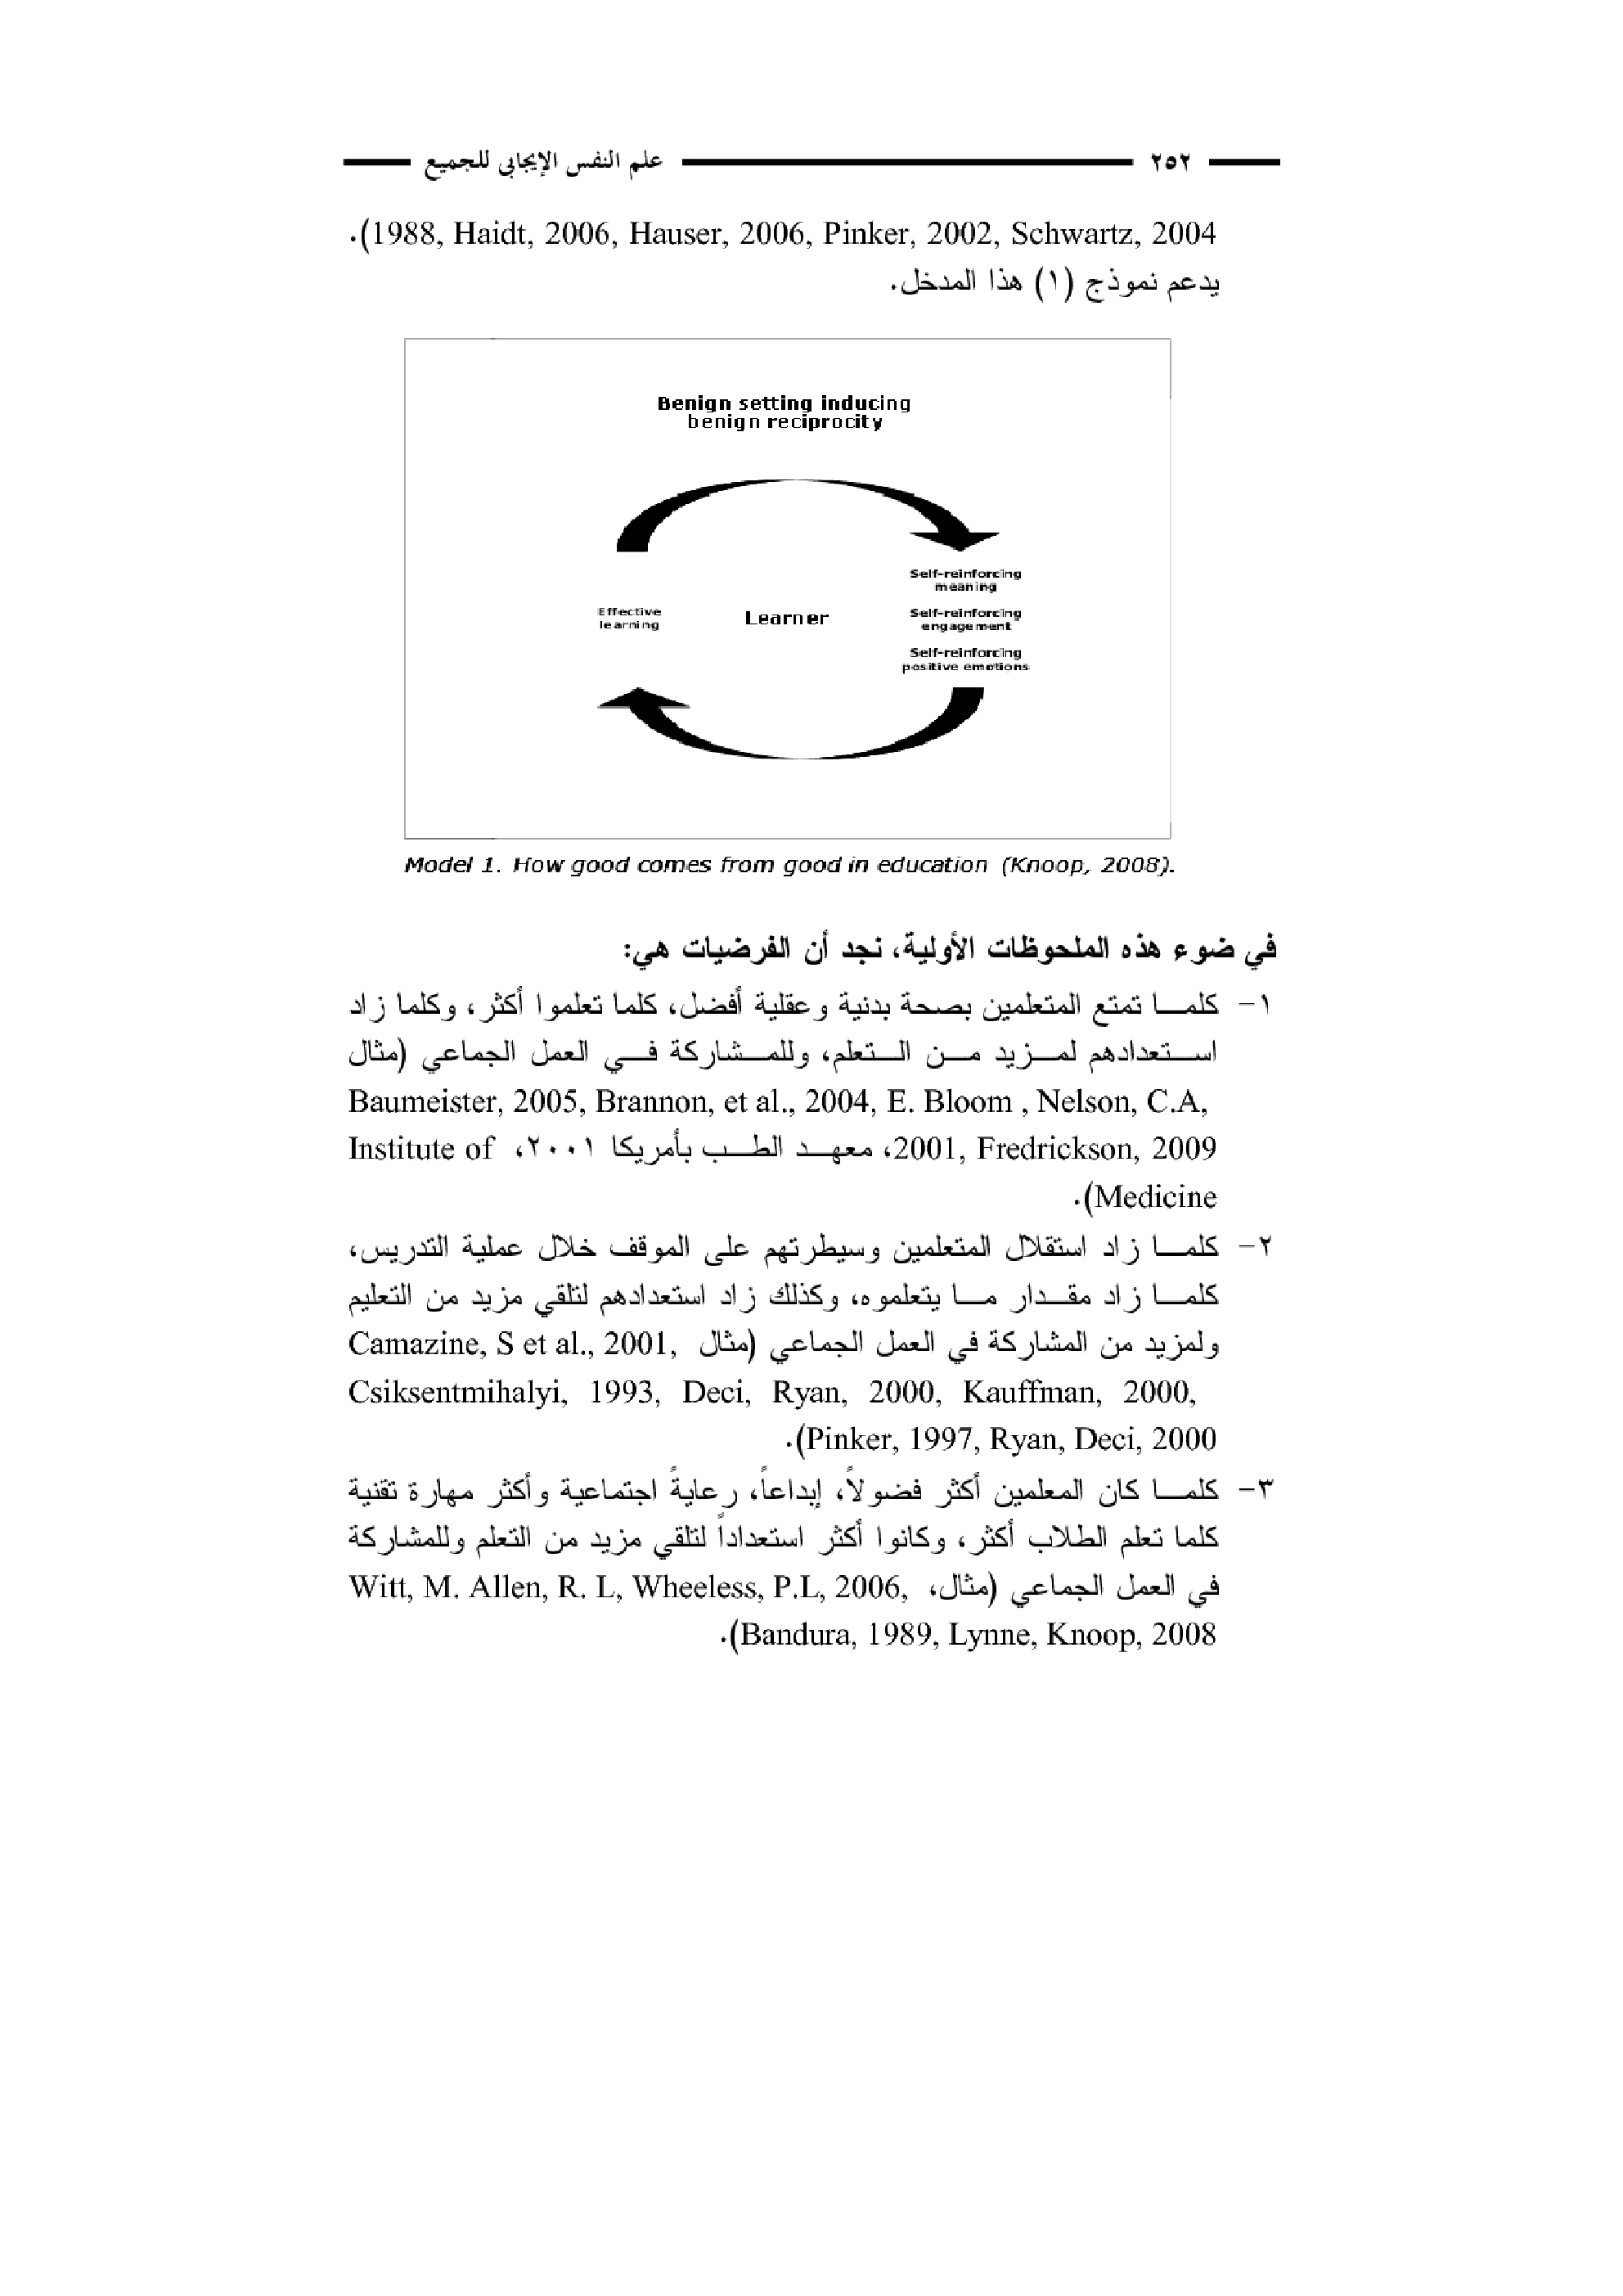 ٢٥٢ علم النفس الإيجابي للجميع
1988, Haidt, 2006, Hauser, 2006, Pinker, 2002, Schwartz, 2004).
يدعم نموذج (١) هذا المدخل.
Benign setting inducing
benign reciprocity
Effective
learning
Learner
Self-reinforcing
meaning
Self-reinforcing
engagement
Self-reinforcing
positive emotions
Model 1. How good comes from good in education (Knoop, 2008).
في ضوء هذه الملحوظات الأولية، نجد أن الفرضيات هي:
١- كلما تمتع المتعلمين بصحة بدنية وعقلية أفضل، كلما تعلموا أكثر، وكلما زاد
استعدادهم لمزيد من التعلم، وللمشاركة في العمل الجماعي (مثال
Baumeister, 2005, Brannon, et al., 2004, E. Bloom , Nelson, C.A,
2001, Fredrickson, 2009، معهد الطب بأمريكا ٢٠٠١، Institute of
Medicine).
٢- كلما زاد استقلال المتعلمين وسيطرتهم على الموقف خلال عملية التدريس،
كلما زاد مقدار ما يتعلموه، وكذلك زاد استعدادهم لتلقي مزيد من التعليم
ولمزيد من المشاركة في العمل الجماعي (مثال Camazine, S et al., 2001,
Csiksentmihalyi, 1993, Deci, Ryan, 2000, Kauffman, 2000,
Pinker, 1997, Ryan, Deci, 2000).
٣- كلما كان المعلمين أكثر فضولاً، إبداعاً، رعايةً اجتماعية وأكثر مهارة تقنية
كلما تعلم الطلاب أكثر، وكانوا أكثر استعداداً لتلقي مزيد من التعلم وللمشاركة
في العمل الجماعي (مثال، Witt, M. Allen, R. L, Wheeless, P.L, 2006,
Bandura, 1989, Lynne, Knoop, 2008).